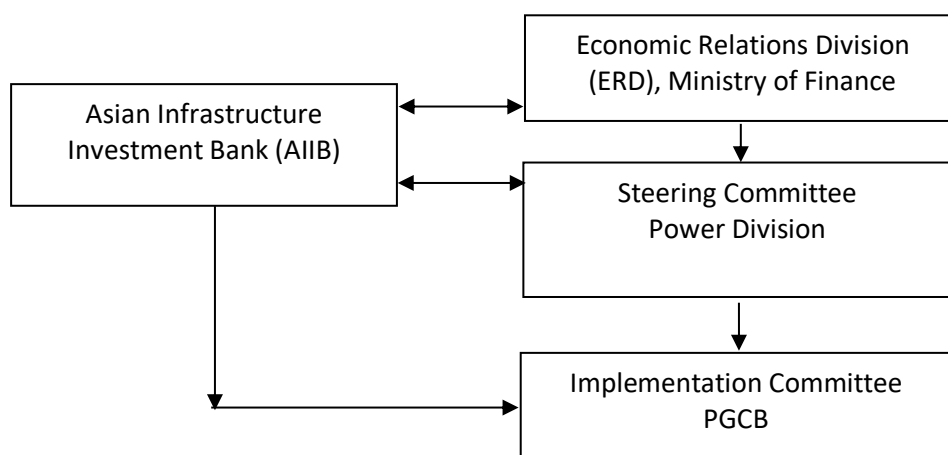 Economic Relations Division
(ERD), Ministry of Finance
Asian Infrastructure
Investment Bank (AIIB)
Steering Committee
Power Division
Implementation Committee
PGCB